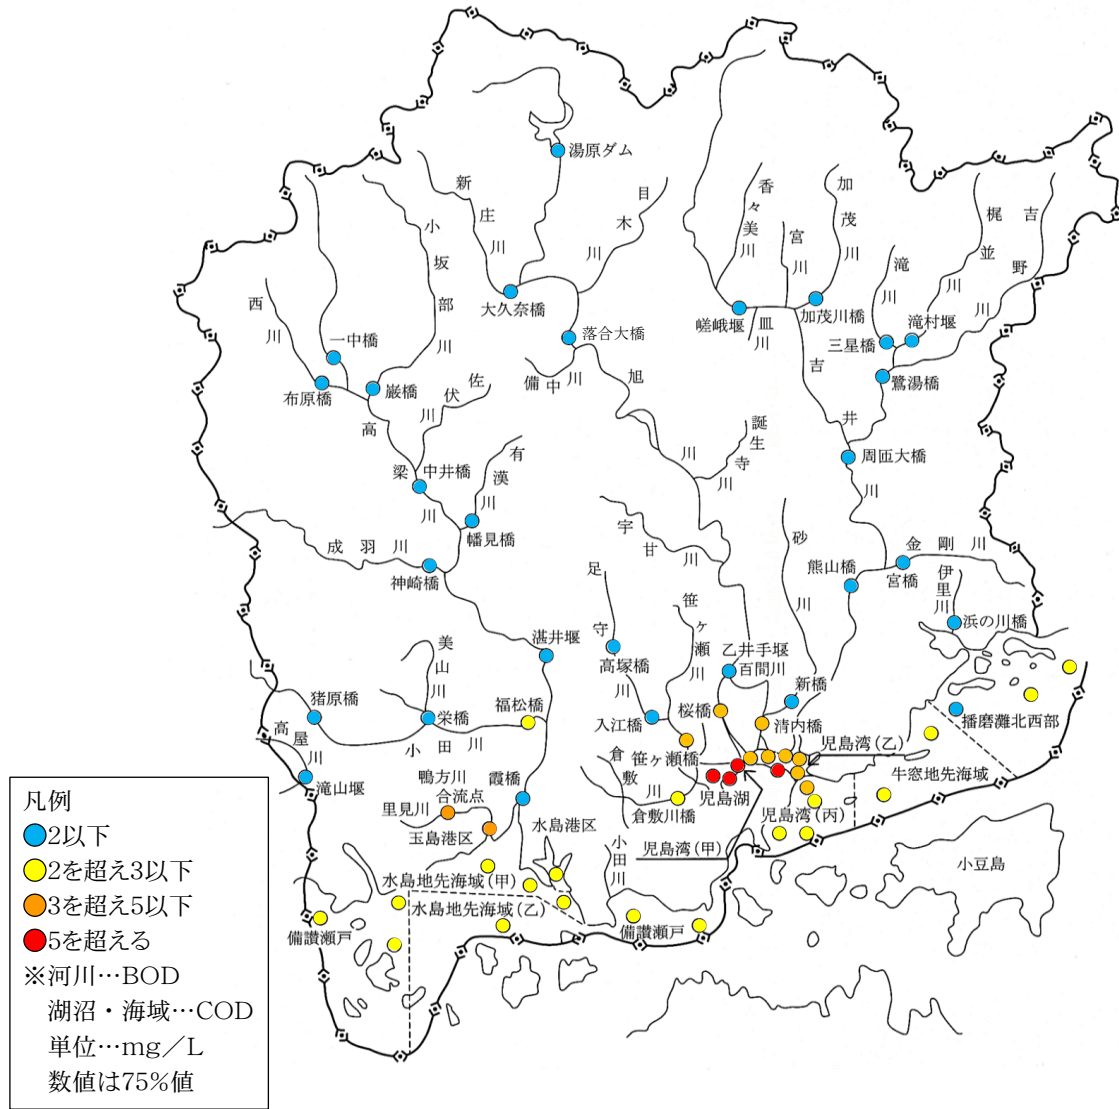 湯原ダム
新庄川
目木川
小坂部川
西川
一中橋
布原橋
巌橋
大久奈橋
落合大橋
備中川
旭川
香々美川
宮川
加茂川
嵯峨堰
皿川
加茂川橋
滝川
梶並川
吉野川
三星橋
滝村堰
鷺湯橋
吉井川
周匝大橋
佐伏川
高梁川
中井橋
有漢川
幡見橋
成羽川
神崎橋
誕生寺川
宇甘川
砂川
熊山橋
金剛川
宮橋
伊里川
浜の川橋
足守川
高塚橋
笹ヶ瀬川
乙井手堰
百間川
新橋
湛井堰
美山川
猪原橋
栄橋
福松橋
小田川
高屋川
滝山堰
入江橋
桜橋
清内橋
笹ヶ瀬橋
倉敷川
倉敷川橋
児島湖
児島湾(乙)
児島湾(丙)
児島湾(甲)
播磨灘北西部
牛窓地先海域
鴨方川
合流点
里見川
霞橋
玉島港区
水島港区
小田川
水島地先海域(甲)
水島地先海域(乙)
備讃瀬戸
備讃瀬戸
小豆島
凡例
2以下
2を超え3以下
3を超え5以下
5を超える
※河川…BOD
湖沼・海域…COD
単位…mg/L
数値は75%値